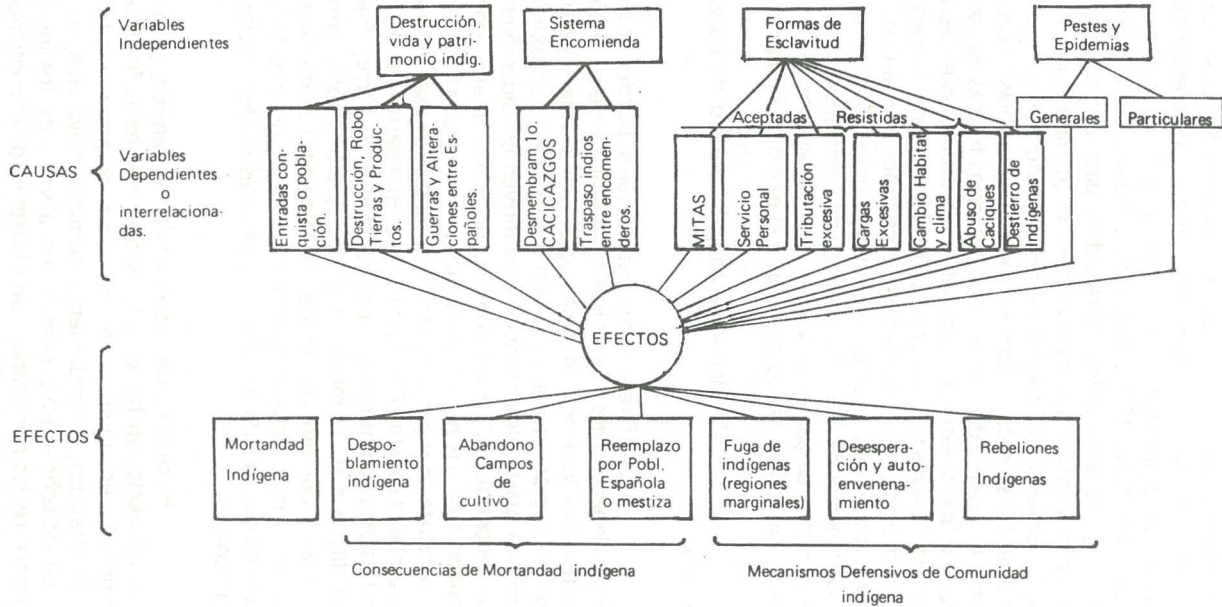 Variables
Independientes
Destrucción.
vida y patri-
monio indig.
Sistema
Encomienda
Formas de
Esclavitud
Pestes y
Epidemias
CAUSAS
Variables
Dependientes
o
interrelaciona-
das.
Entradas con-
quista o pobla-
ción.
Destrucción, Robo
Tierras y Produc-
tos.
Guerras y Altera-
ciones entre Es-
pañoles.
Desmembram 1o.
CACICAZGOS
Traspaso indios
entre encomen-
deros.
Aceptadas
Resistidas
MITAS
Servicio
Personal
Tributación
excesiva
Cargas
Excesivas
Cambio Habitat
y clima
Abuso de
Caciques
Destierro de
Indígenas
Generales
Particulares
EFECTOS
EFECTOS
Mortandad
Indígena
Despo-
blamiento
indígena
Abandono
Campos
de
cultivo
Reemplazo
por Pobl.
Española
o mestiza
Fuga de
indígenas
(regiones
marginales)
Desespera-
ción y auto-
envenena-
miento
Rebeliones
Indígenas
Consecuencias de Mortandad indígena
Mecanismos Defensivos de Comunidad
indígena